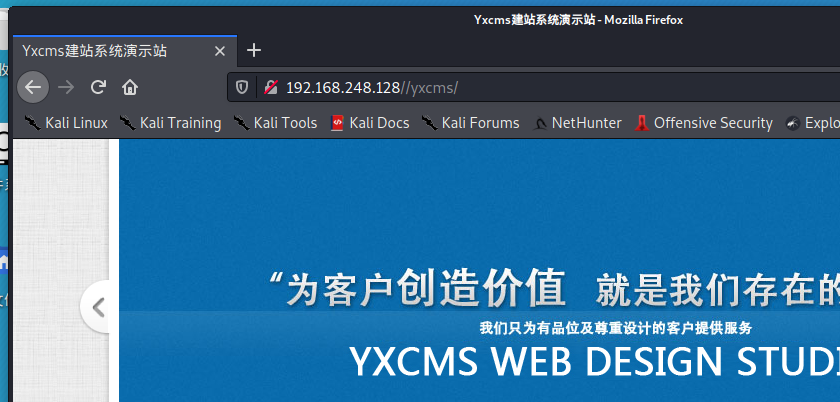 Yxcms建站系统演示站 - Mozilla Firefox
Yxcms建站系统演示站
192.168.248.128//yxcms/
Kali Linux Kali Training Kali Tools Kali Docs Kali Forums NetHunter Offensive Security Explo
“为客户创造价值 就是我们存在的
我们只为有品位及尊重设计的客户提供服务
YXCMS WEB DESIGN STUDI